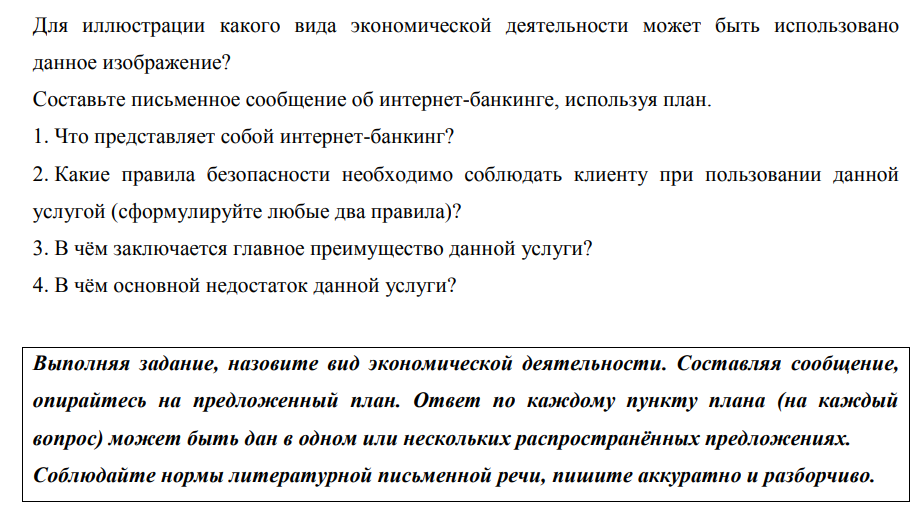 Для иллюстрации какого вида экономической деятельности может быть использовано
данное изображение?
Составьте письменное сообщение об интернет-банкинге, используя план.
1. Что представляет собой интернет-банкинг?
2. Какие правила безопасности необходимо соблюдать клиенту при пользовании данной
услугой (сформулируйте любые два правила)?
3. В чём заключается главное преимущество данной услуги?
4. В чём основной недостаток данной услуги?
Выполняя задание, назовите вид экономической деятельности. Составляя сообщение,
опирайтесь на предложенный план. Ответ по каждому пункту плана (на каждый
вопрос) может быть дан в одном или нескольких распространённых предложениях.
Соблюдайте нормы литературной письменной речи, пишите аккуратно и разборчиво.